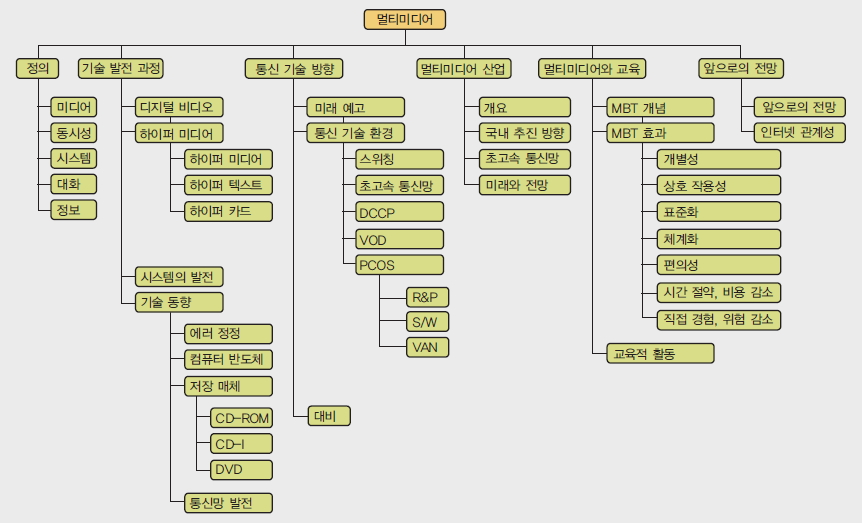 멀티미디어
정의
미디어
동시성
시스템
대화
정보
기술 발전 과정
디지털 비디오
하이퍼 미디어
하이퍼 미디어
하이퍼 텍스트
하이퍼 카드
시스템의 발전
기술 동향
에러 정정
컴퓨터 반도체
저장 매체
CD-ROM
CD-I
DVD
통신망 발전
통신 기술 방향
미래 예고
통신 기술 환경
스위칭
초고속 통신망
DCCP
VOD
PCOS
R&P
S/W
VAN
대비
멀티미디어 산업
개요
국내 추진 방향
초고속 통신망
미래와 전망
멀티미디어와 교육
MBT 개념
MBT 효과
개별성
상호 작용성
표준화
체계화
편의성
시간 절약, 비용 감소
직접 경험, 위험 감소
교육적 활동
앞으로의 전망
앞으로의 전망
인터넷 관계성